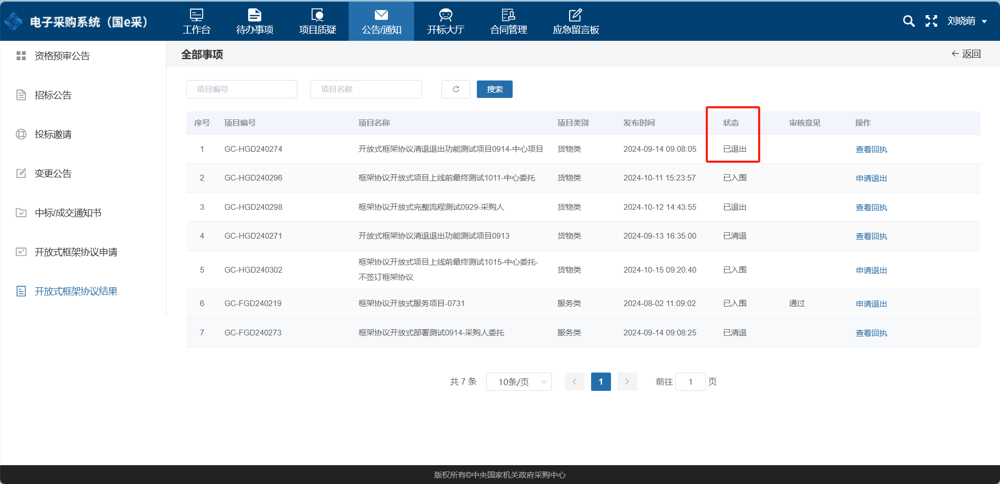 电子采购系统（国e采）
工作台
待办事项
项目质疑
公告/通知
开标大厅
合同管理
应急留言板
刘晓萌
资格预审公告
招标公告
投标邀请
变更公告
中标/成交通知书
开放式框架协议申请
开放式框架协议结果
全部事项
返回
项目编号
项目名称
搜索
序号 项目编号 项目名称 项目类别 发布时间 状态 审核意见 操作
1 GC-HGD240274 开放式框架协议清退退出功能测试项目0914-中心项目 货物类 2024-09-14 09:08:05 已退出 查看回执
2 GC-HGD240296 框架协议开放式项目上线前最终测试1011-中心委托 货物类 2024-10-11 15:23:57 已入围 申请退出
3 GC-HGD240298 框架协议开放式完整流程测试0929-采购人 货物类 2024-10-12 14:43:55 已退出 查看回执
4 GC-HGD240271 开放式框架协议清退退出功能测试项目0913 货物类 2024-09-13 16:35:00 已清退 查看回执
5 GC-HGD240302 框架协议开放式项目上线前最终测试1015-中心委托-
不签订框架协议 货物类 2024-10-15 09:20:40 已入围 申请退出
6 GC-FGD240219 框架协议开放式服务项目-0731 服务类 2024-08-02 11:09:02 已入围 通过 申请退出
7 GC-FGD240273 框架协议开放式部署测试0914-采购人委托 服务类 2024-09-14 09:08:25 已清退 查看回执
共 7 条 10条/页 1 前往 1 页
版权所有©中央国家机关政府采购中心